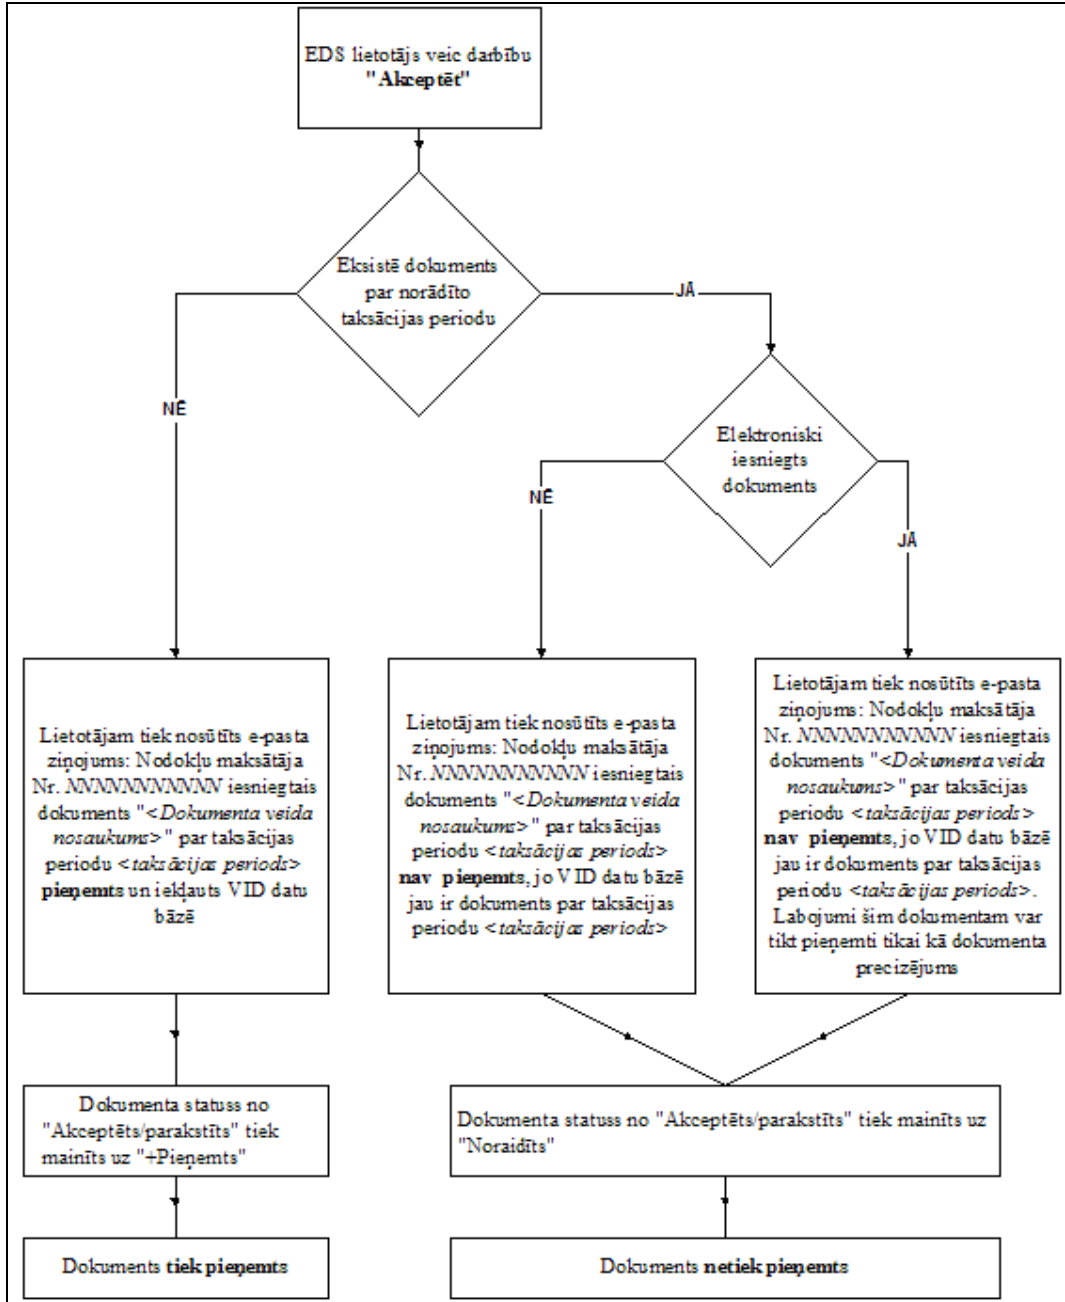 EDS lietotājs veic darbību
"Akceptēt"
Eksistē dokuments
par norādīto
taksācijas periodu
JĀ
NĒ
Elektroniski
iesniegts
dokuments
NĒ
JĀ
Lietotājam tiek nosūtīts e-pasta
ziņojums: Nodokļu maksātāja
Nr. NNNNNNNNNNN iesniegtais
dokuments "<Dokumenta veida
nosaukums>" par taksācijas
periodu <taksācijas periods>
pieņemts un iekļauts VID datu
bāzē
Lietotājam tiek nosūtīts e-pasta
ziņojums: Nodokļu maksātāja
Nr. NNNNNNNNNNN iesniegtais
dokuments "<Dokumenta veida
nosaukums>" par taksācijas
periodu <taksācijas periods>
nav pieņemts, jo VID datu bāzē
jau ir dokuments par taksācijas
periodu <taksācijas periods>
Lietotājam tiek nosūtīts e-pasta
ziņojums: Nodokļu maksātāja
Nr. NNNNNNNNNNN iesniegtais
dokuments "<Dokumenta veida
nosaukums>" par taksācijas
periodu <taksācijas periods>
nav pieņemts, jo VID datu bāzē
jau ir dokuments par taksācijas
periodu <taksācijas periods>.
Labojumi šim dokumentam var
tikt pieņemti tikai kā dokumenta
precizējums
Dokumenta statuss no
"Akceptēts/parakstīts" tiek
mainīts uz "+Pieņemts"
Dokumenta statuss no "Akceptēts/parakstīts" tiek mainīts uz
"Noraidīts"
Dokuments tiek pieņemts
Dokuments netiek pieņemts